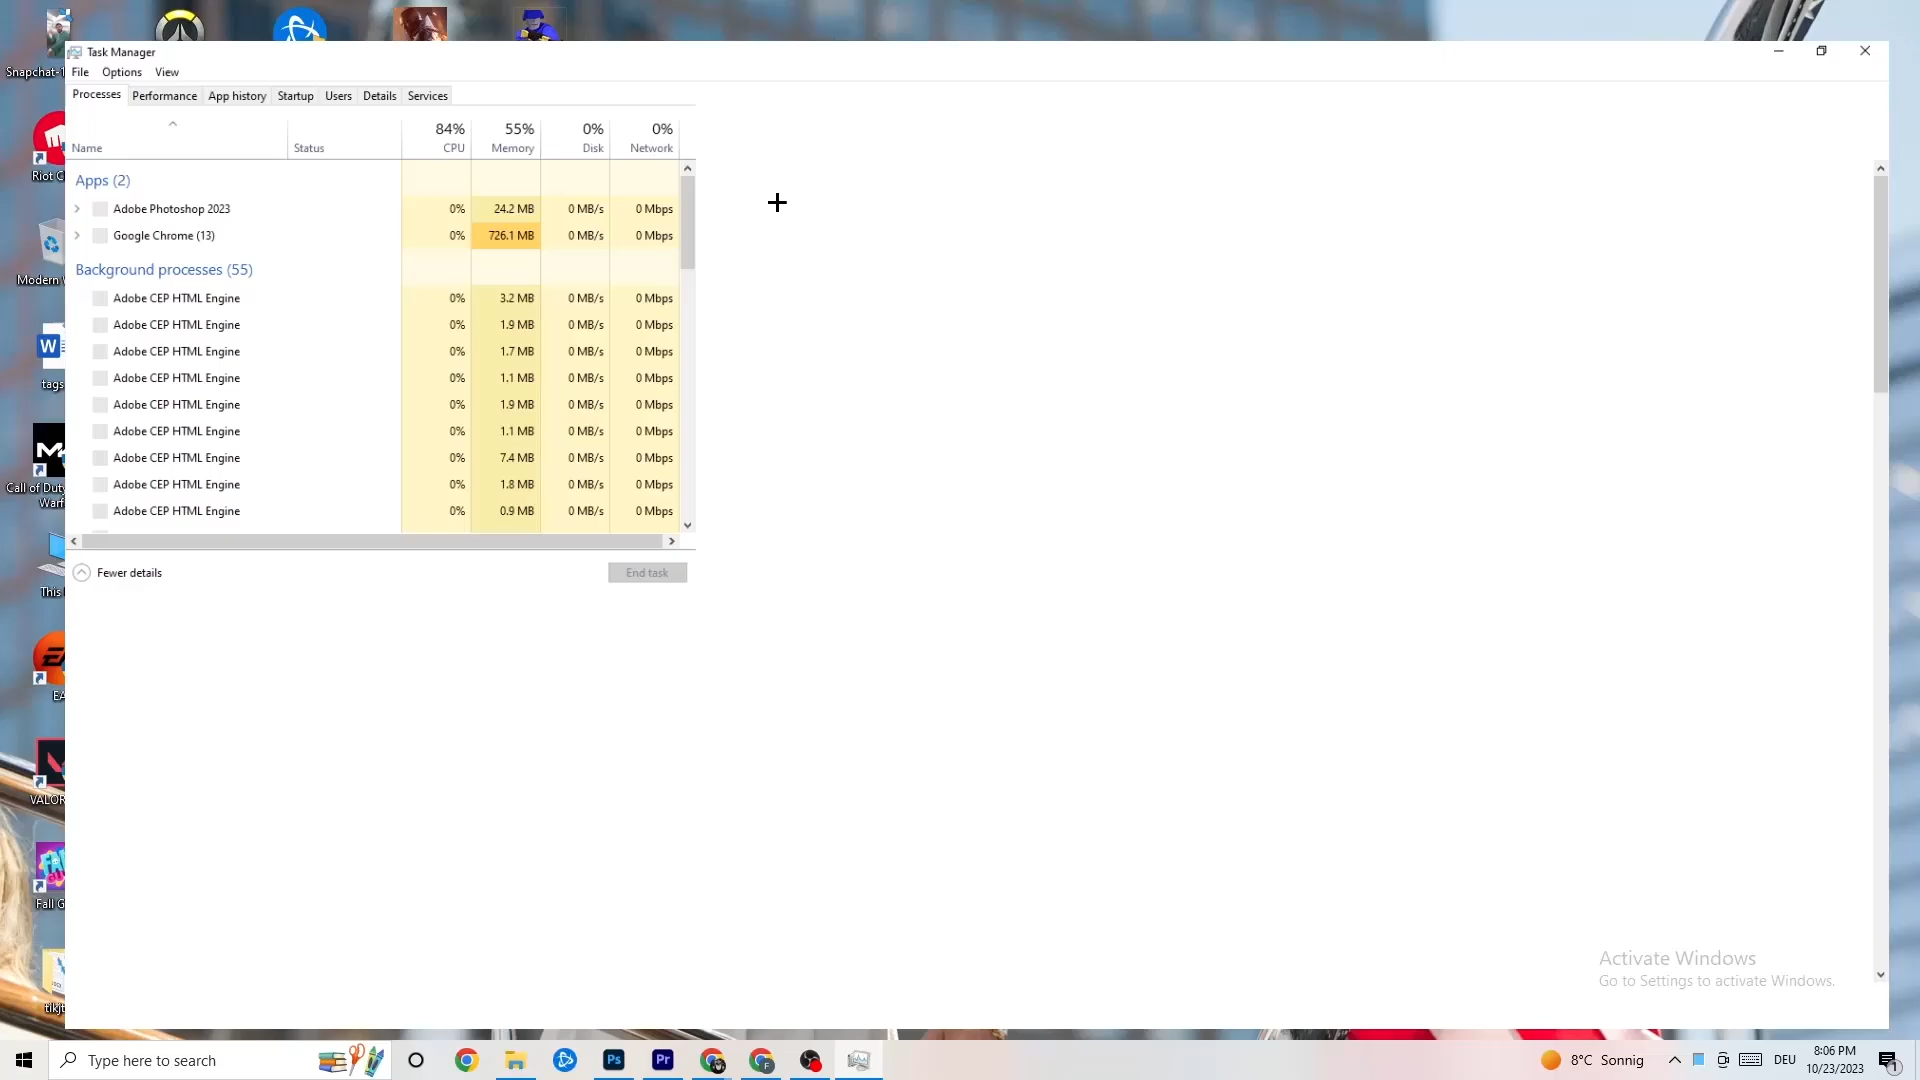 Snapchat-1
Task Manager
File Options View
Processes Performance App history Startup Users Details Services
84% 55% 0% 0%
Name Status CPU Memory Disk Network
Apps (2)
Adobe Photoshop 2023 0% 24.2 MB 0 MB/s 0 Mbps
Google Chrome (13) 0% 726.1 MB 0 MB/s 0 Mbps
Background processes (55)
Adobe CEP HTML Engine 0% 3.2 MB 0 MB/s 0 Mbps
Adobe CEP HTML Engine 0% 1.9 MB 0 MB/s 0 Mbps
Adobe CEP HTML Engine 0% 1.7 MB 0 MB/s 0 Mbps
Adobe CEP HTML Engine 0% 1.1 MB 0 MB/s 0 Mbps
Adobe CEP HTML Engine 0% 1.9 MB 0 MB/s 0 Mbps
Adobe CEP HTML Engine 0% 1.1 MB 0 MB/s 0 Mbps
Adobe CEP HTML Engine 0% 7.4 MB 0 MB/s 0 Mbps
Adobe CEP HTML Engine 0% 1.8 MB 0 MB/s 0 Mbps
Adobe CEP HTML Engine 0% 0.9 MB 0 MB/s 0 Mbps
Fewer details End task
Riot C
Modern
W
tags
Call of Duty
Warf
This
EA
VALOR
Fall G
Activate Windows
Go to Settings to activate Windows.
Type here to search
Ps Pr F
8°C Sonnig
DEU
8:06 PM
10/23/2023
1